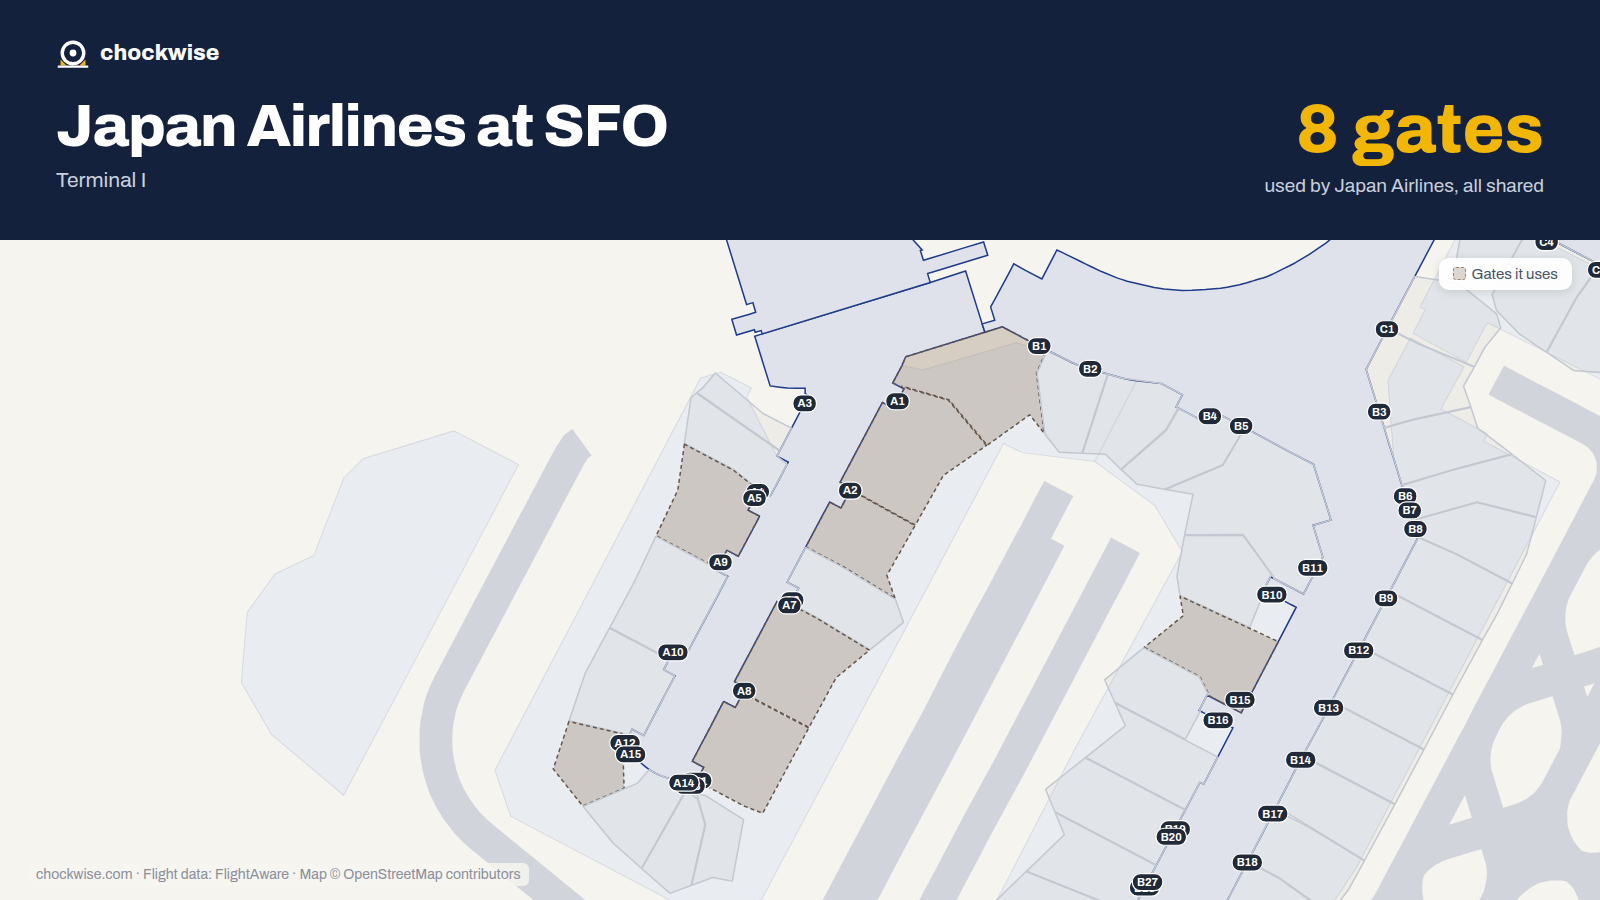 chockwise
Japan Airlines at SFO
Terminal I
8 gates
used by Japan Airlines, all shared
C4
Gates it uses
C1
B1
B2
A3
A1
B3
B4
B5
A5
A2
B6
B7
B8
A9
B11
A7
B10
B9
A10
B12
A8
B15
B13
B16
A12
A15
B14
A14
B17
B20
B18
B27
chockwise.com · Flight data: FlightAware · Map © OpenStreetMap contributors